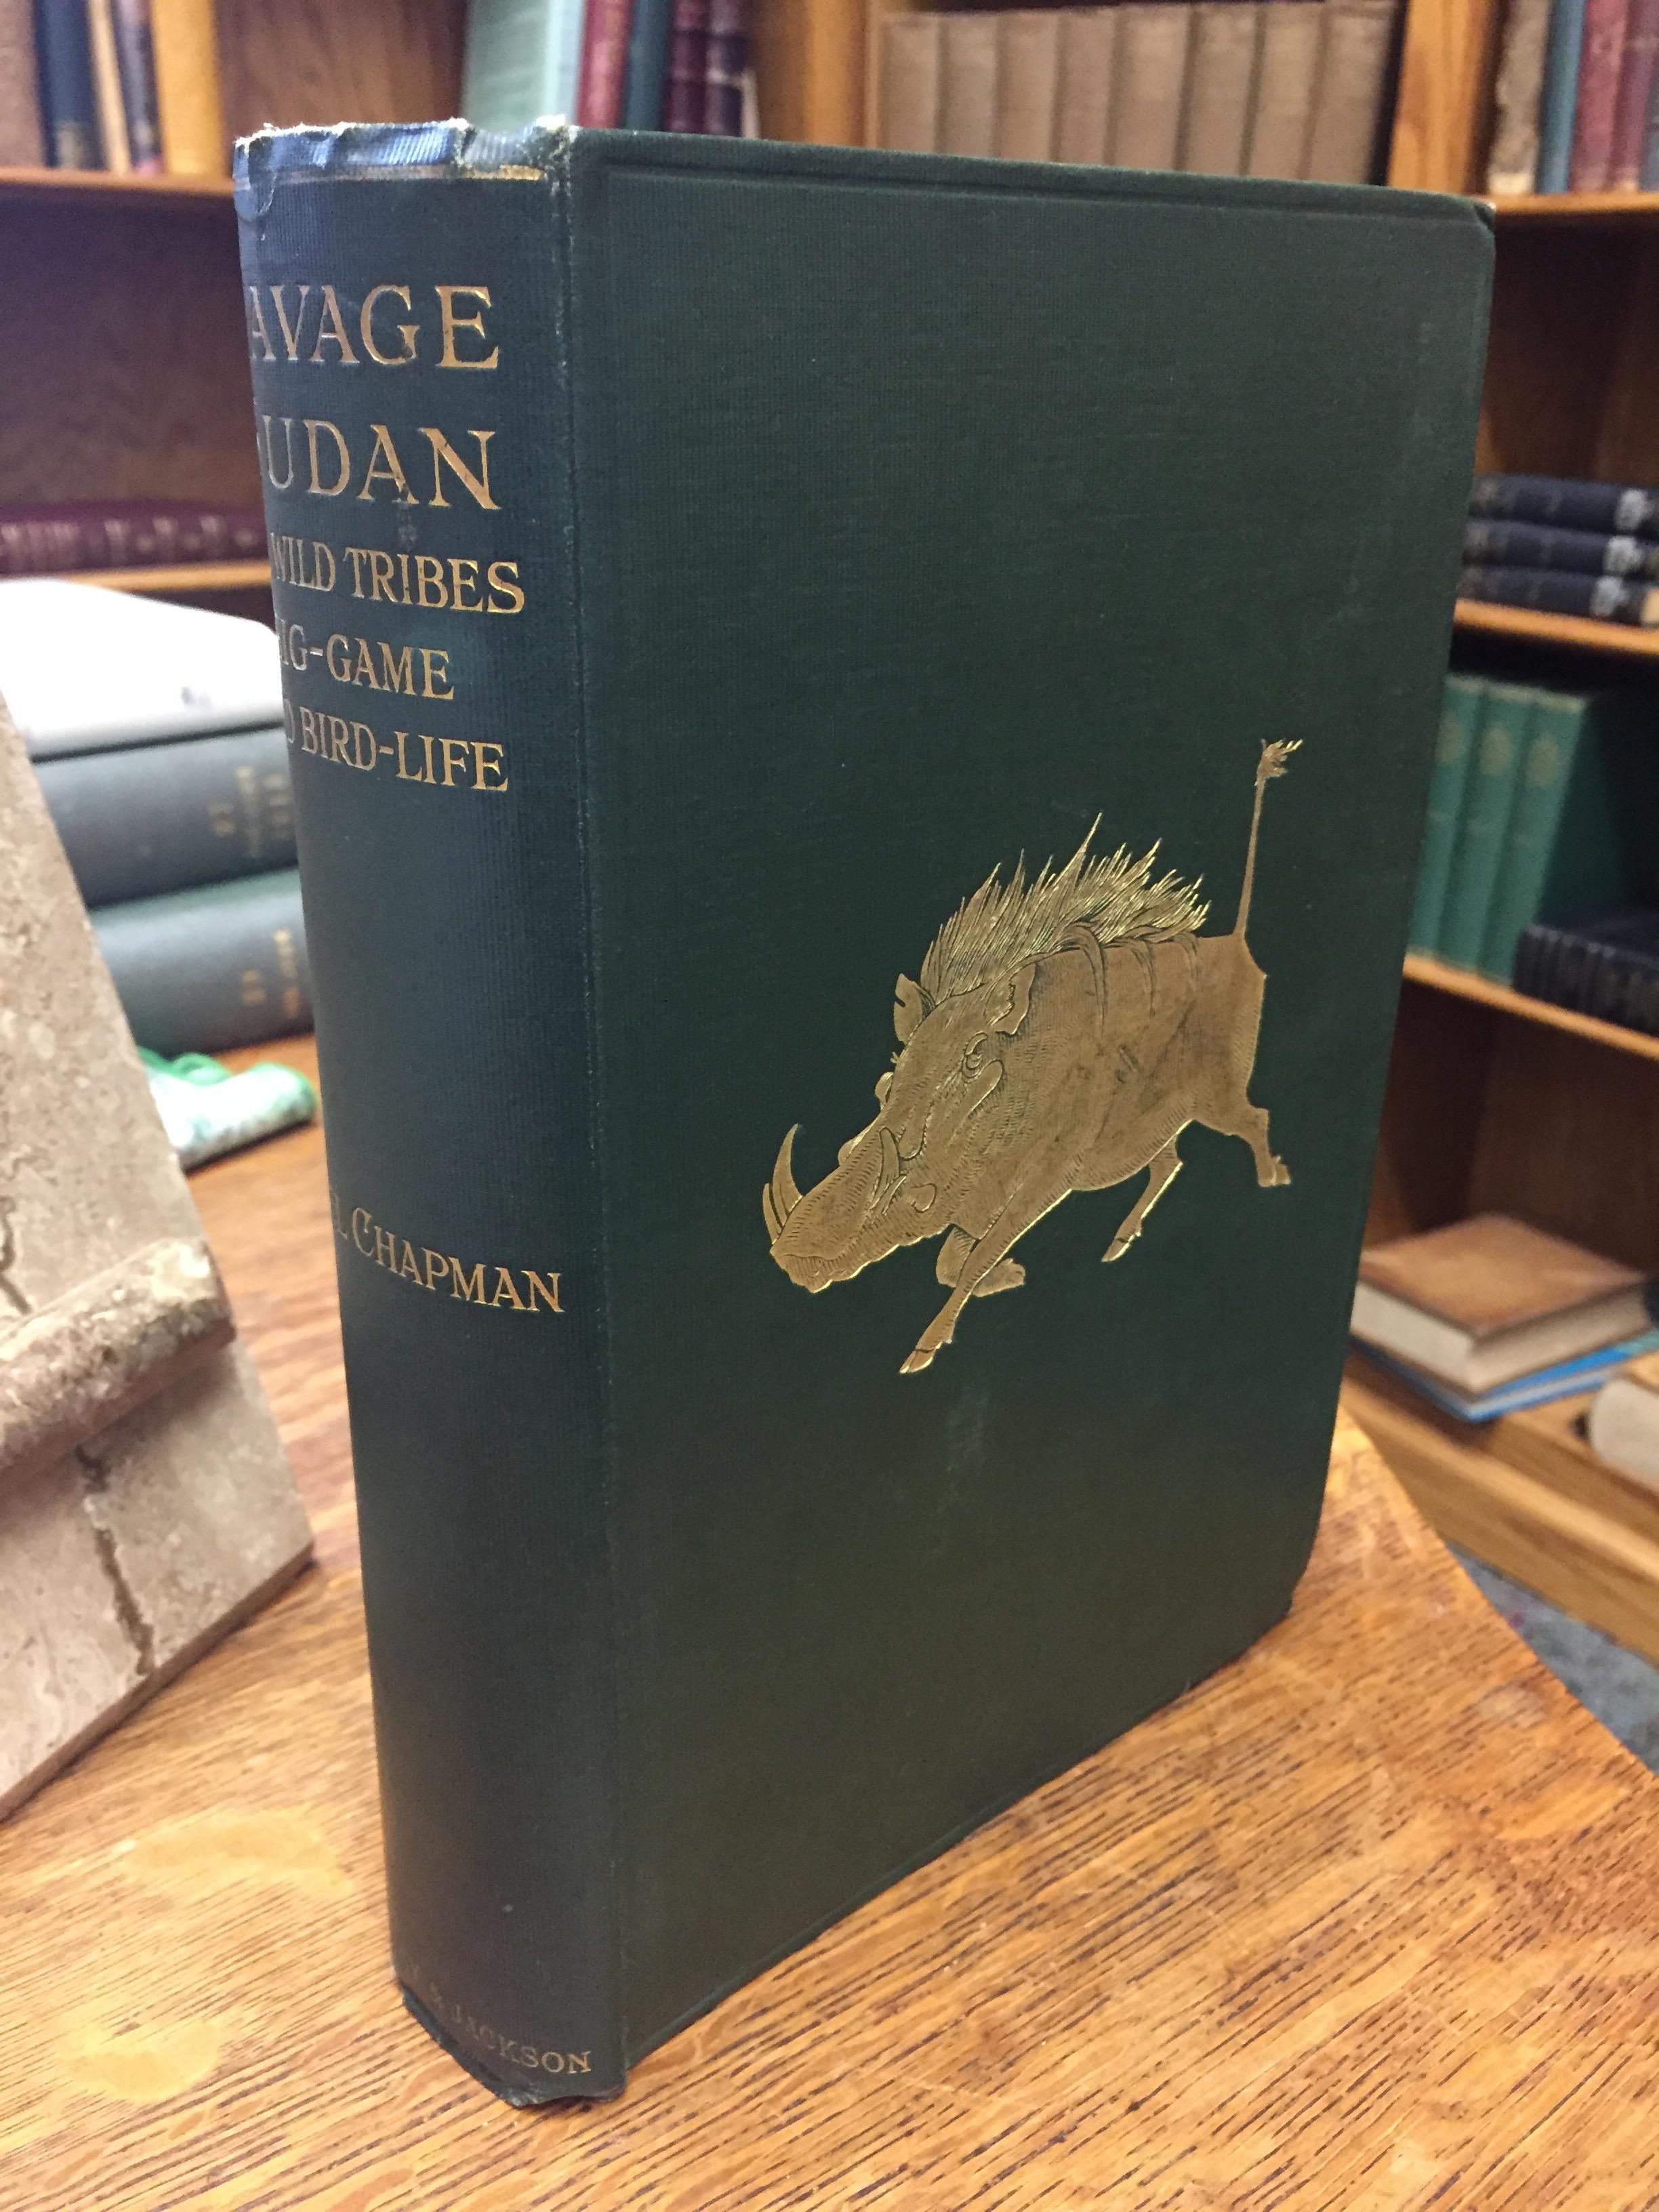 AVAGE
UDAN
WILD TRIBES
IG-GAME
D BIRD-LIFE
L CHAPMAN
& JACKSON